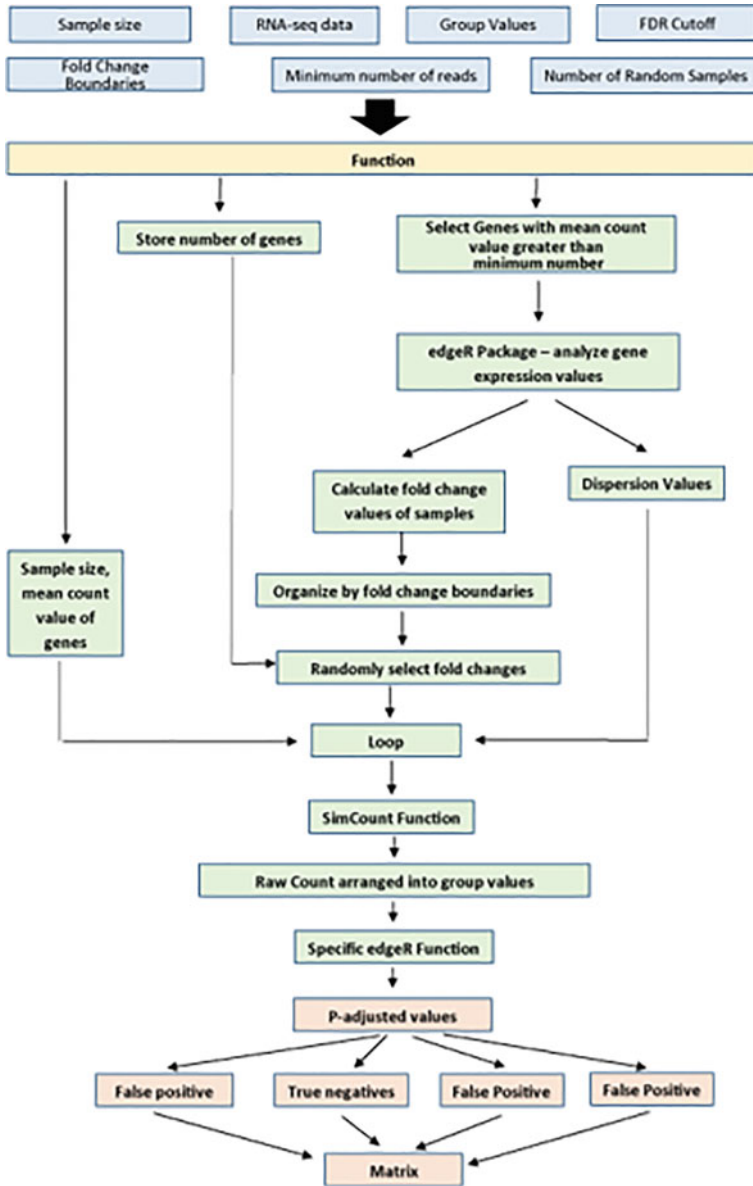 Sample size
RNA-seq data
Group Values
FDR Cutoff
Fold Change
Boundaries
Minimum number of reads
Number of Random Samples
Function
Store number of genes
Select Genes with mean count
value greater than
minimum number
edgeR Package – analyze gene
expression values
Calculate fold change
values of samples
Dispersion Values
Sample size,
mean count
value of
genes
Organize by fold change boundaries
Randomly select fold changes
Loop
SimCount Function
Raw Count arranged into group values
Specific edgeR Function
P-adjusted values
False positive
True negatives
False Positive
False Positive
Matrix